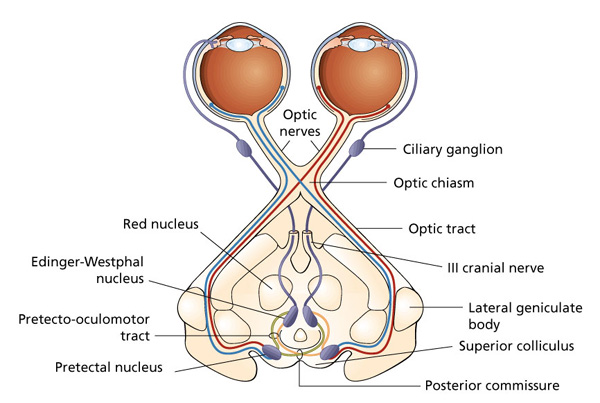 Optic
nerves
Ciliary ganglion
Optic chiasm
Red nucleus
Optic tract
Edinger-Westphal
nucleus
III cranial nerve
Pretecto-oculomotor
tract
Lateral geniculate
body
Superior colliculus
Pretectal nucleus
Posterior commissure